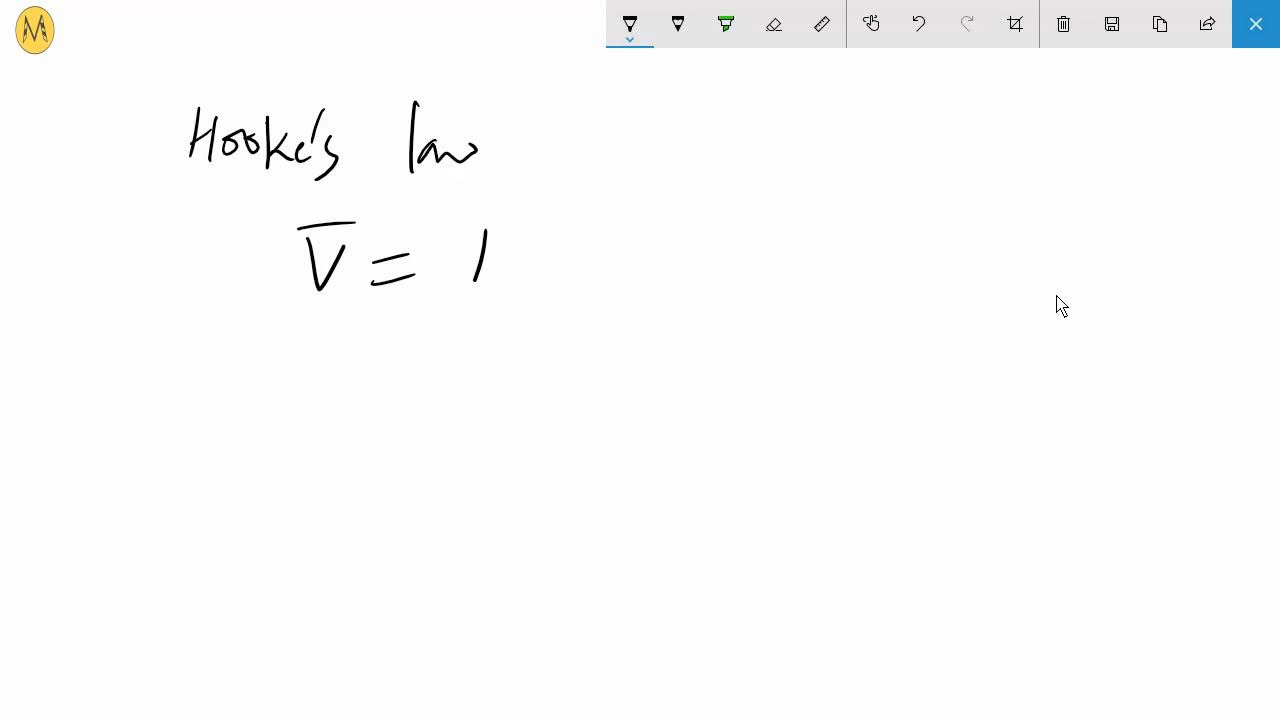 M
Hooke's law
V̅ = 1